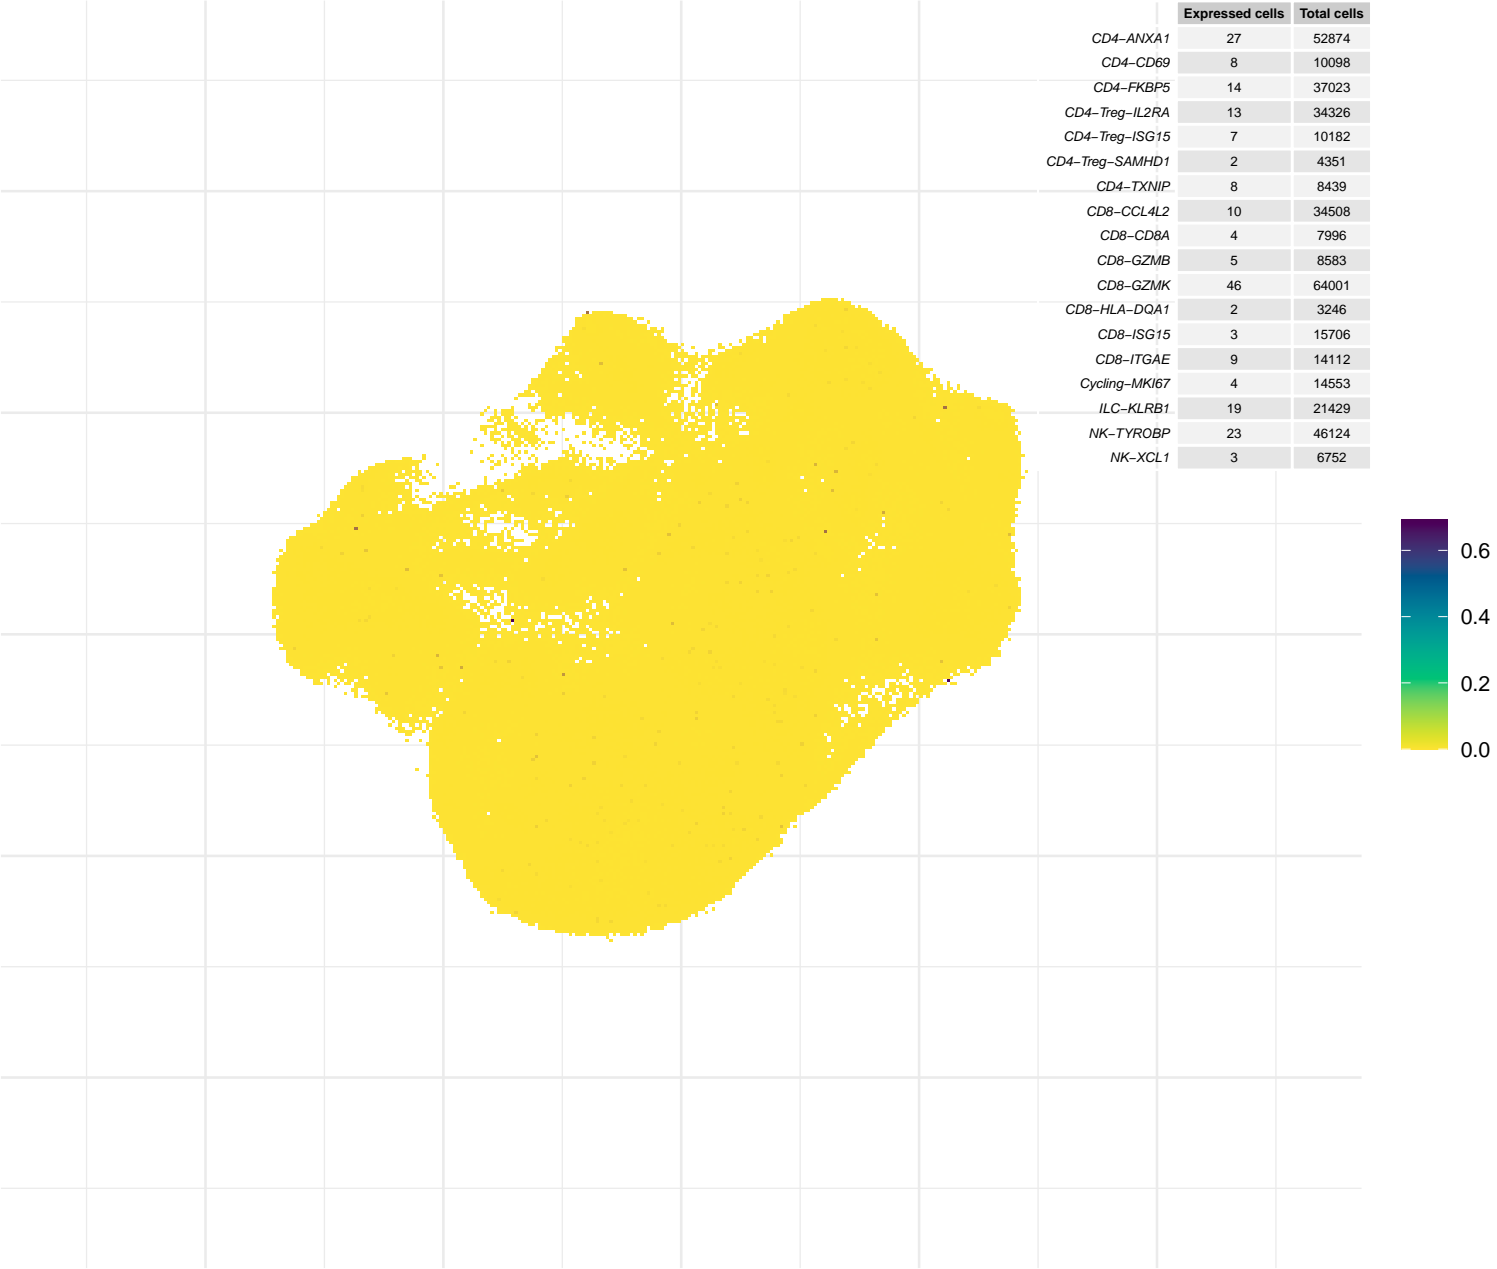 Expressed cells Total cells
CD4−ANXA1 27 52874
CD4−CD69 8 10098
CD4−FKBP5 14 37023
CD4−Treg−IL2RA 13 34326
CD4−Treg−ISG15 7 10182
CD4−Treg−SAMHD1 2 4351
CD4−TXNIP 8 8439
CD8−CCL4L2 10 34508
CD8−CD8A 4 7996
CD8−GZMB 5 8583
CD8−GZMK 46 64001
CD8−HLA−DQA1 2 3246
CD8−ISG15 3 15706
CD8−ITGAE 9 14112
Cycling−MKI67 4 14553
ILC−KLRB1 19 21429
NK−TYROBP 23 46124
NK−XCL1 3 6752
0.6
0.4
0.2
0.0